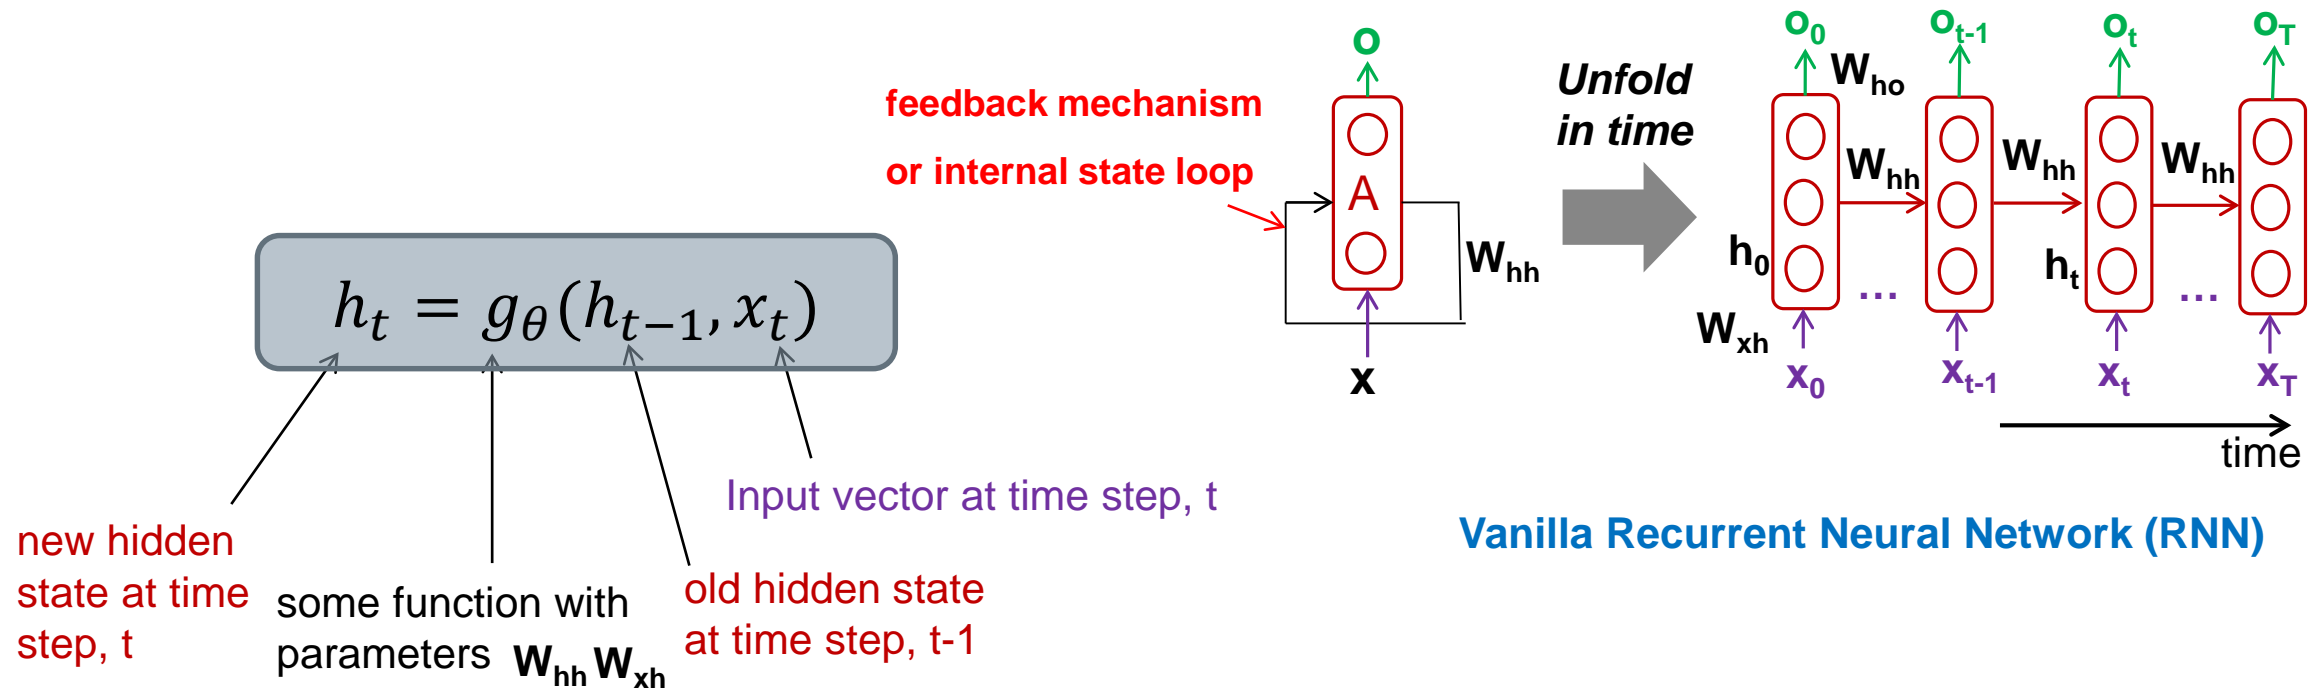 h_t = g_θ(h_{t−1}, x_t)
new hidden
state at time
step, t
some function with
parameters W_hh W_xh
old hidden state
at time step, t-1
Input vector at time step, t
feedback mechanism
or internal state loop
o
A
W_hh
x
Unfold
in time
o_0 o_{t-1} o_t o_T
W_ho
W_hh W_hh W_hh
h_0 h_t
... ...
W_xh
x_0 x_{t-1} x_t x_T
time
Vanilla Recurrent Neural Network (RNN)